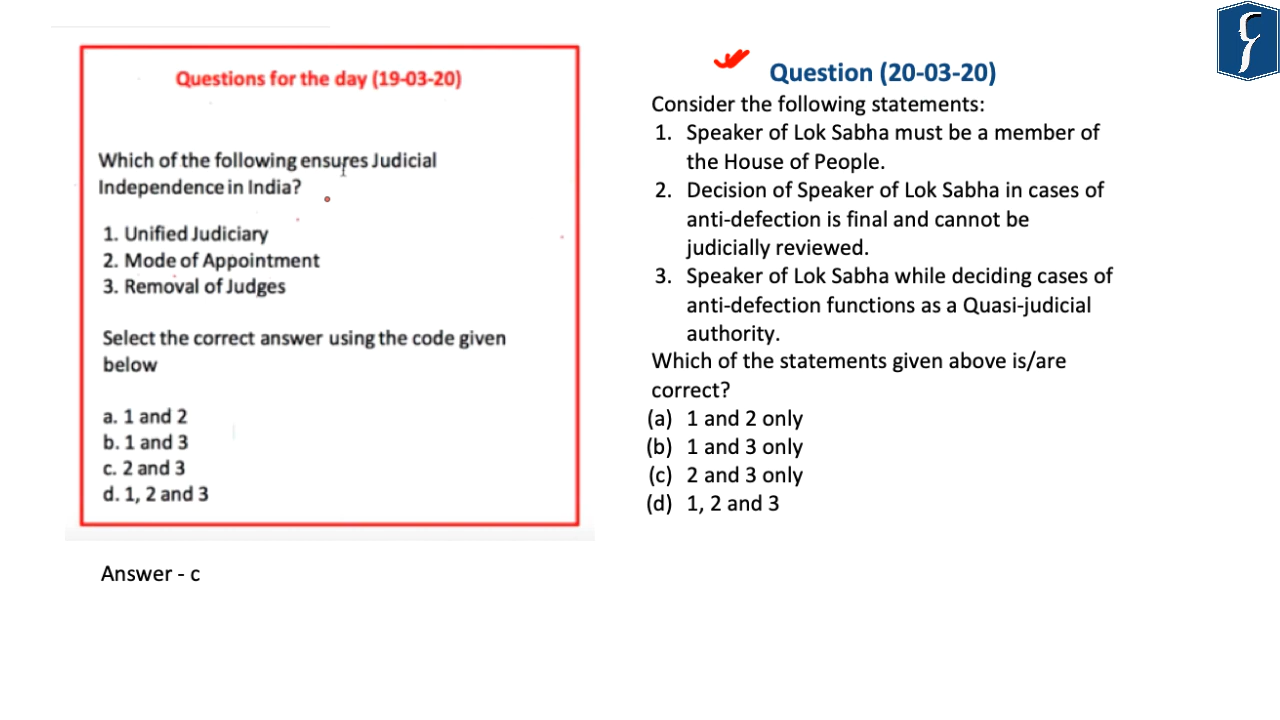 Questions for the day (19-03-20)
Which of the following ensures Judicial
Independence in India?
1. Unified Judiciary
2. Mode of Appointment
3. Removal of Judges
Select the correct answer using the code given
below
a. 1 and 2
b. 1 and 3
c. 2 and 3
d. 1, 2 and 3
Answer - c
Question (20-03-20)
Consider the following statements:
1. Speaker of Lok Sabha must be a member of
the House of People.
2. Decision of Speaker of Lok Sabha in cases of
anti-defection is final and cannot be
judicially reviewed.
3. Speaker of Lok Sabha while deciding cases of
anti-defection functions as a Quasi-judicial
authority.
Which of the statements given above is/are
correct?
(a) 1 and 2 only
(b) 1 and 3 only
(c) 2 and 3 only
(d) 1, 2 and 3